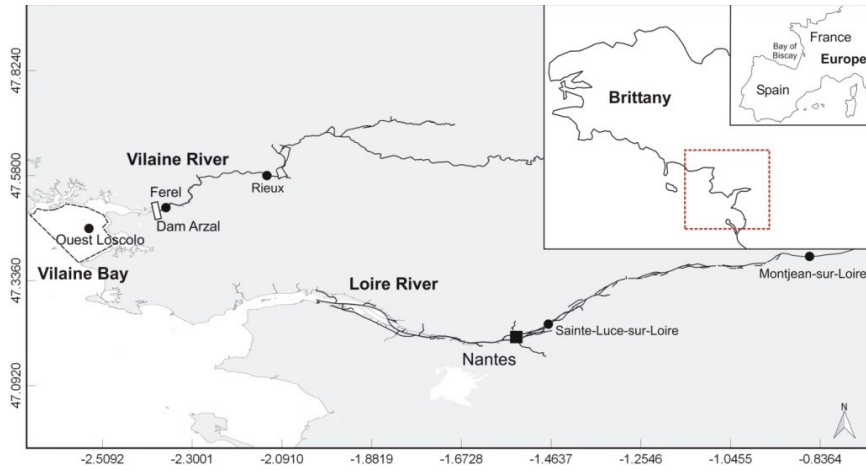 47.8240
47.5800
47.3360
47.0920
Vilaine River
Ferel
Rieux
Dam Arzal
Ouest Loscolo
Vilaine Bay
Loire River
Nantes
Sainte-Luce-sur-Loire
Montjean-sur-Loire
Brittany
France
Bay of
Biscay
Europe
Spain
N
-2.5092
-2.3001
-2.0910
-1.8819
-1.6728
-1.4637
-1.2546
-1.0455
-0.8364